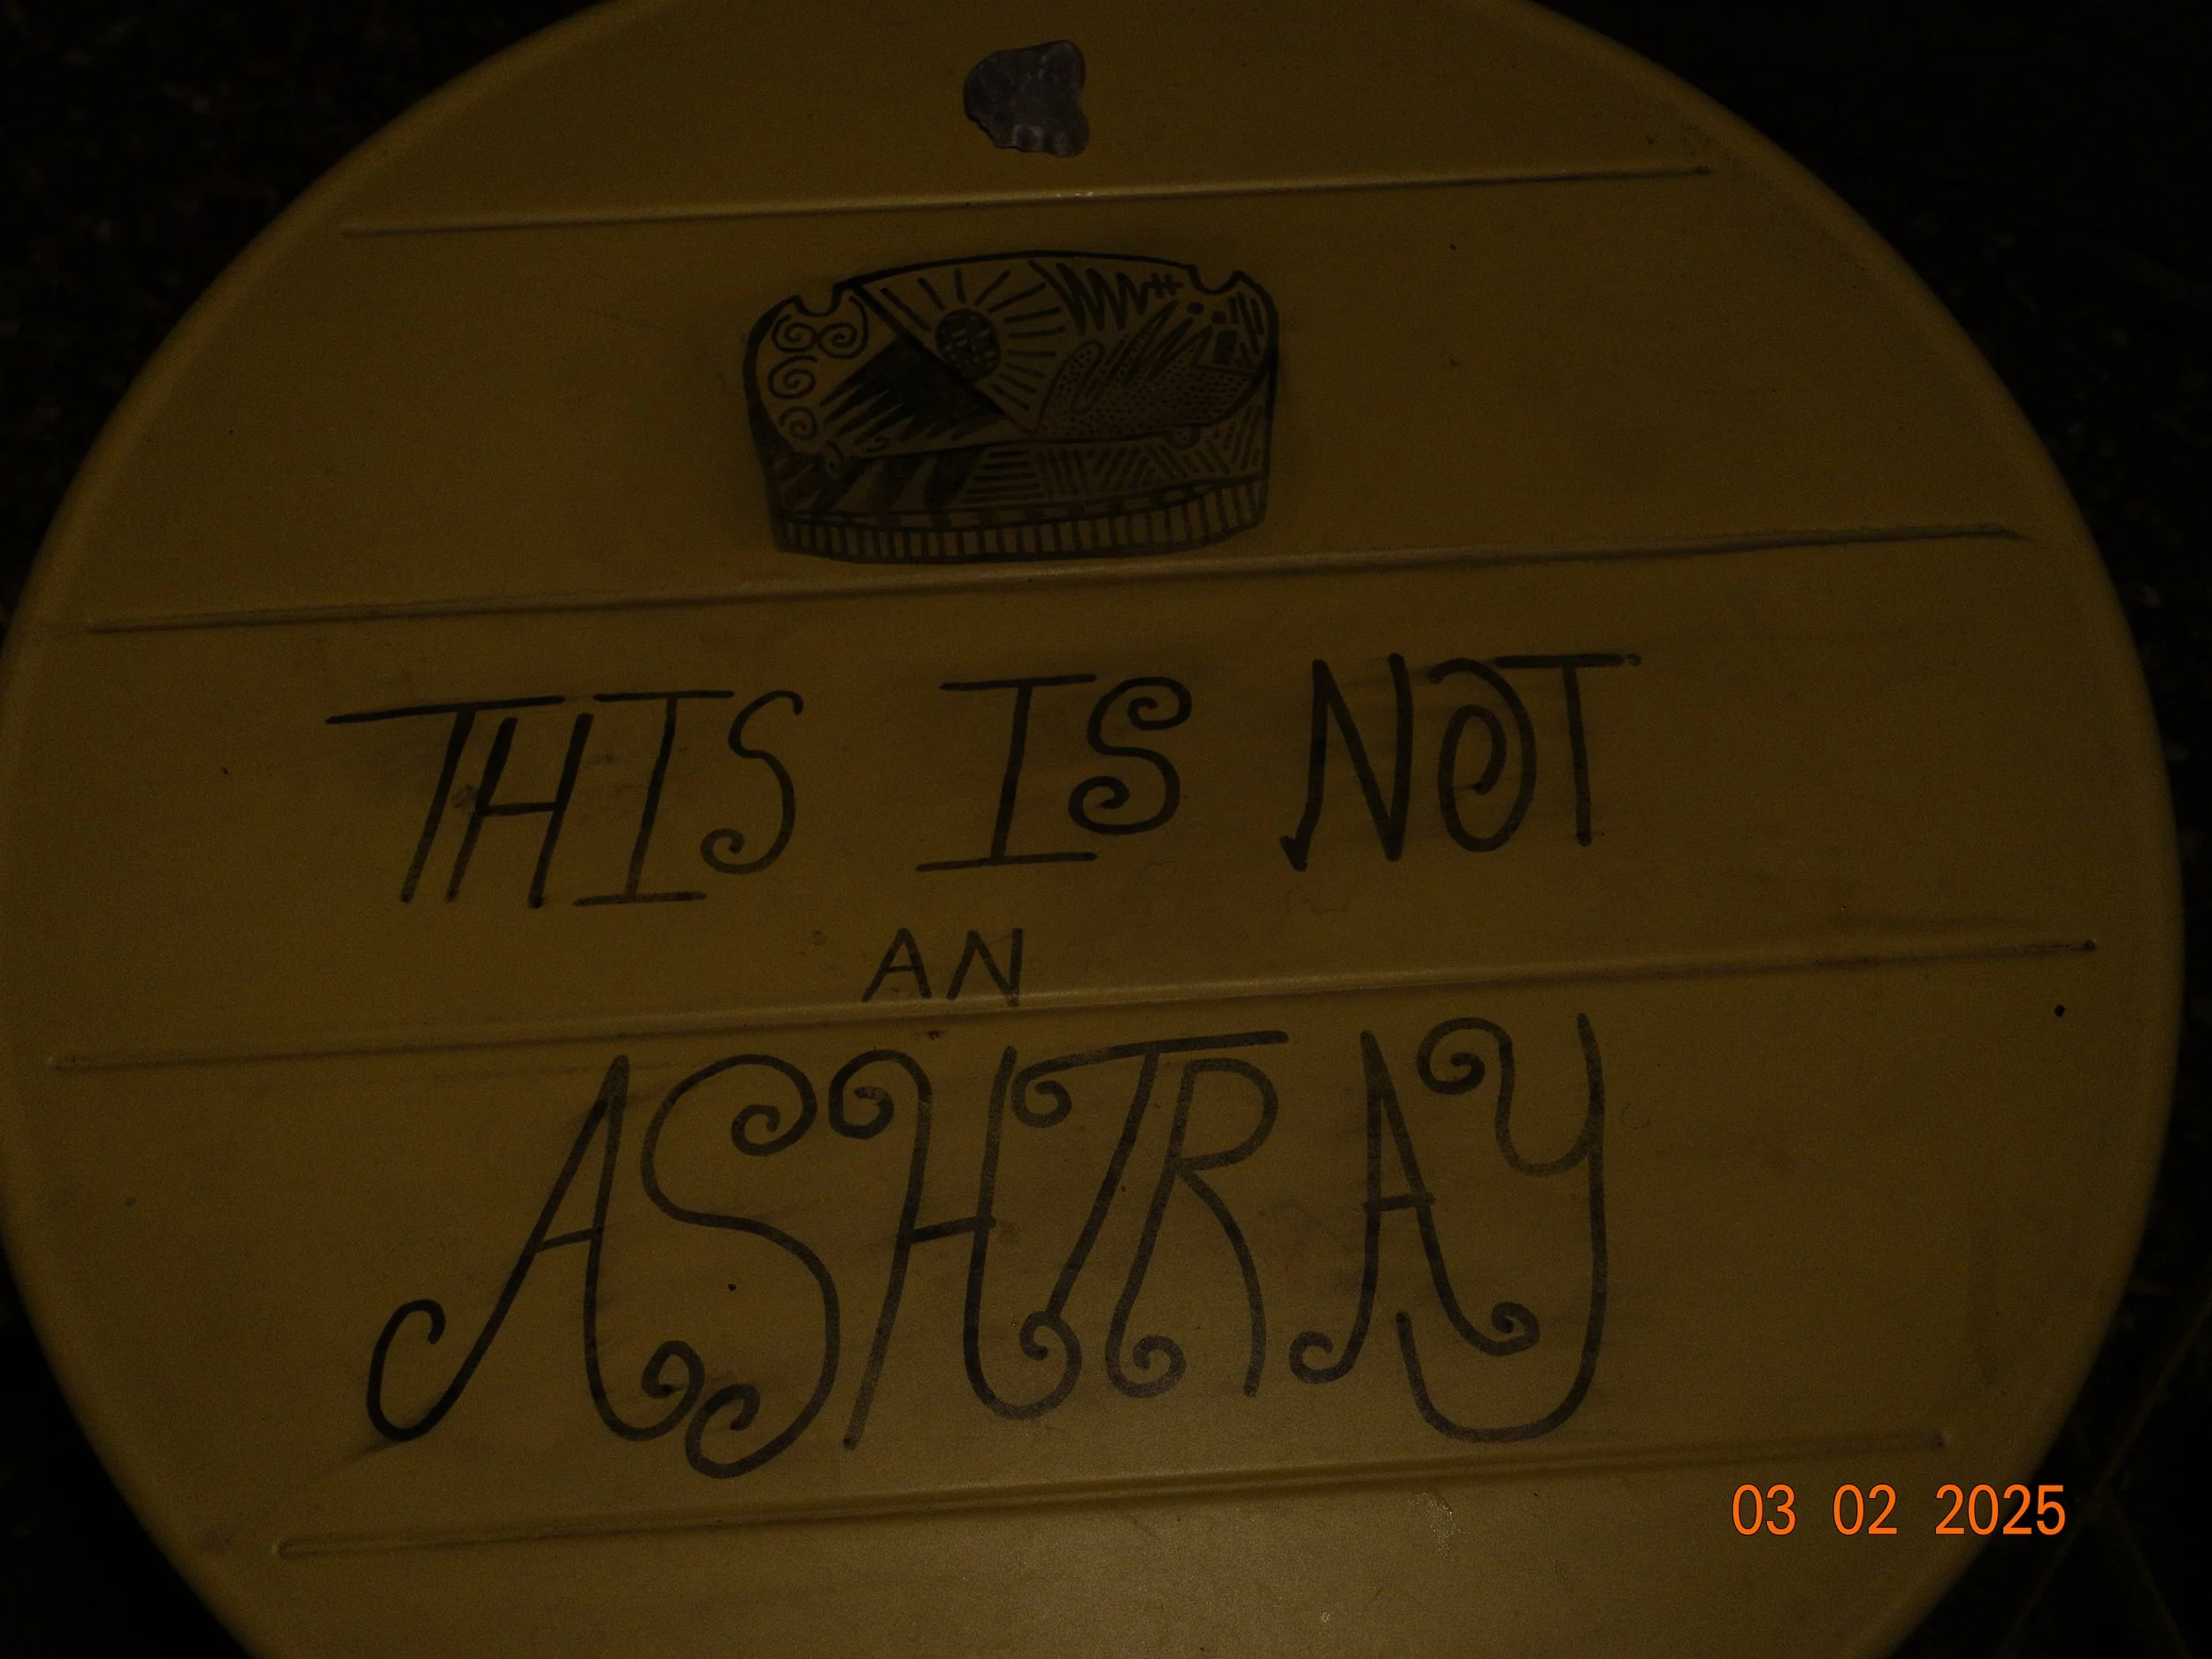 THIS IS NOT
AN
ASHTRAY
03 02 2025